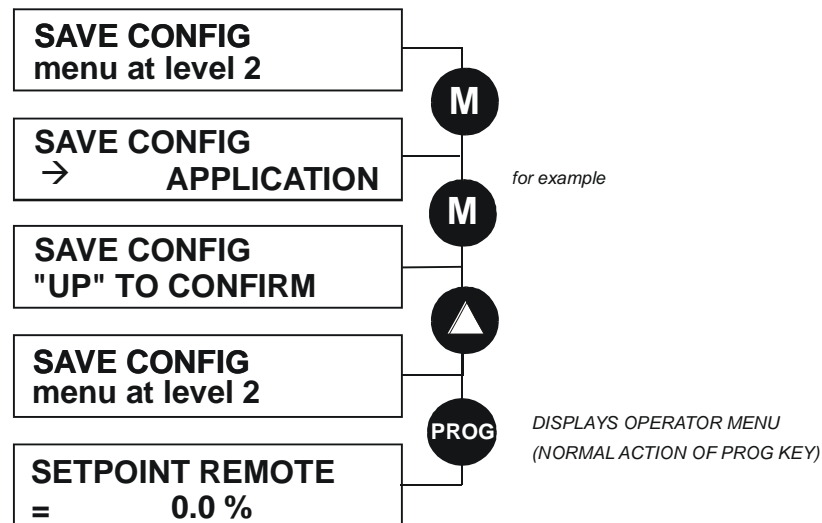 SAVE CONFIG
menu at level 2
M
SAVE CONFIG
→ APPLICATION
for example
M
SAVE CONFIG
"UP" TO CONFIRM
SAVE CONFIG
menu at level 2
PROG
DISPLAYS OPERATOR MENU
(NORMAL ACTION OF PROG KEY)
SETPOINT REMOTE
= 0.0 %